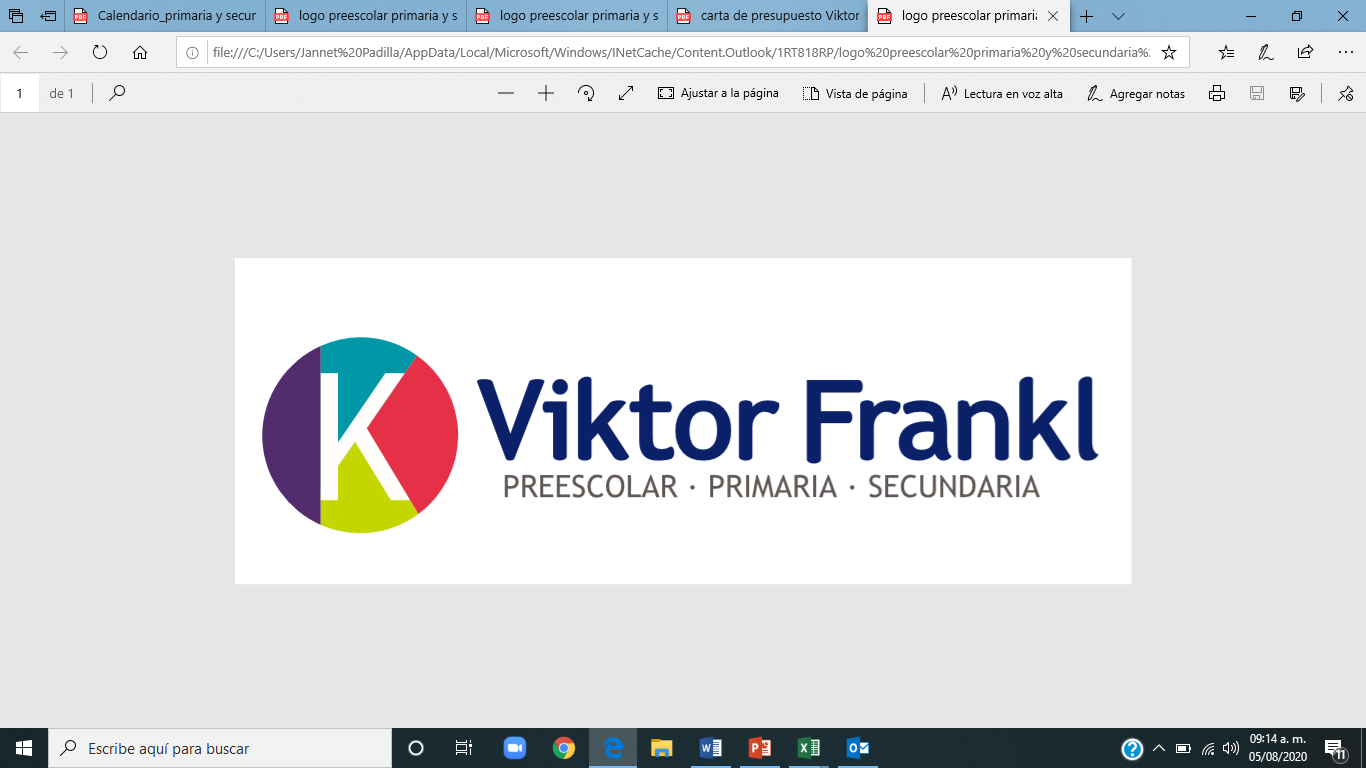 Calendario_primaria y secur
logo preescolar primaria y s
logo preescolar primaria y s
carta de presupuesto Viktor
logo preescolar primaria
file:///C:/Users/Jannet%20Padilla/AppData/Local/Microsoft/Windows/INetCache/Content.Outlook/1RT818RP/logo%20preescolar%20primaria%20y%20secundaria%2
1 de 1
Ajustar a la página
Vista de página
Lectura en voz alta
Agregar notas
K
Viktor Frankl
PREESCOLAR · PRIMARIA · SECUNDARIA
Escribe aquí para buscar
09:14 a. m.
05/08/2020
11